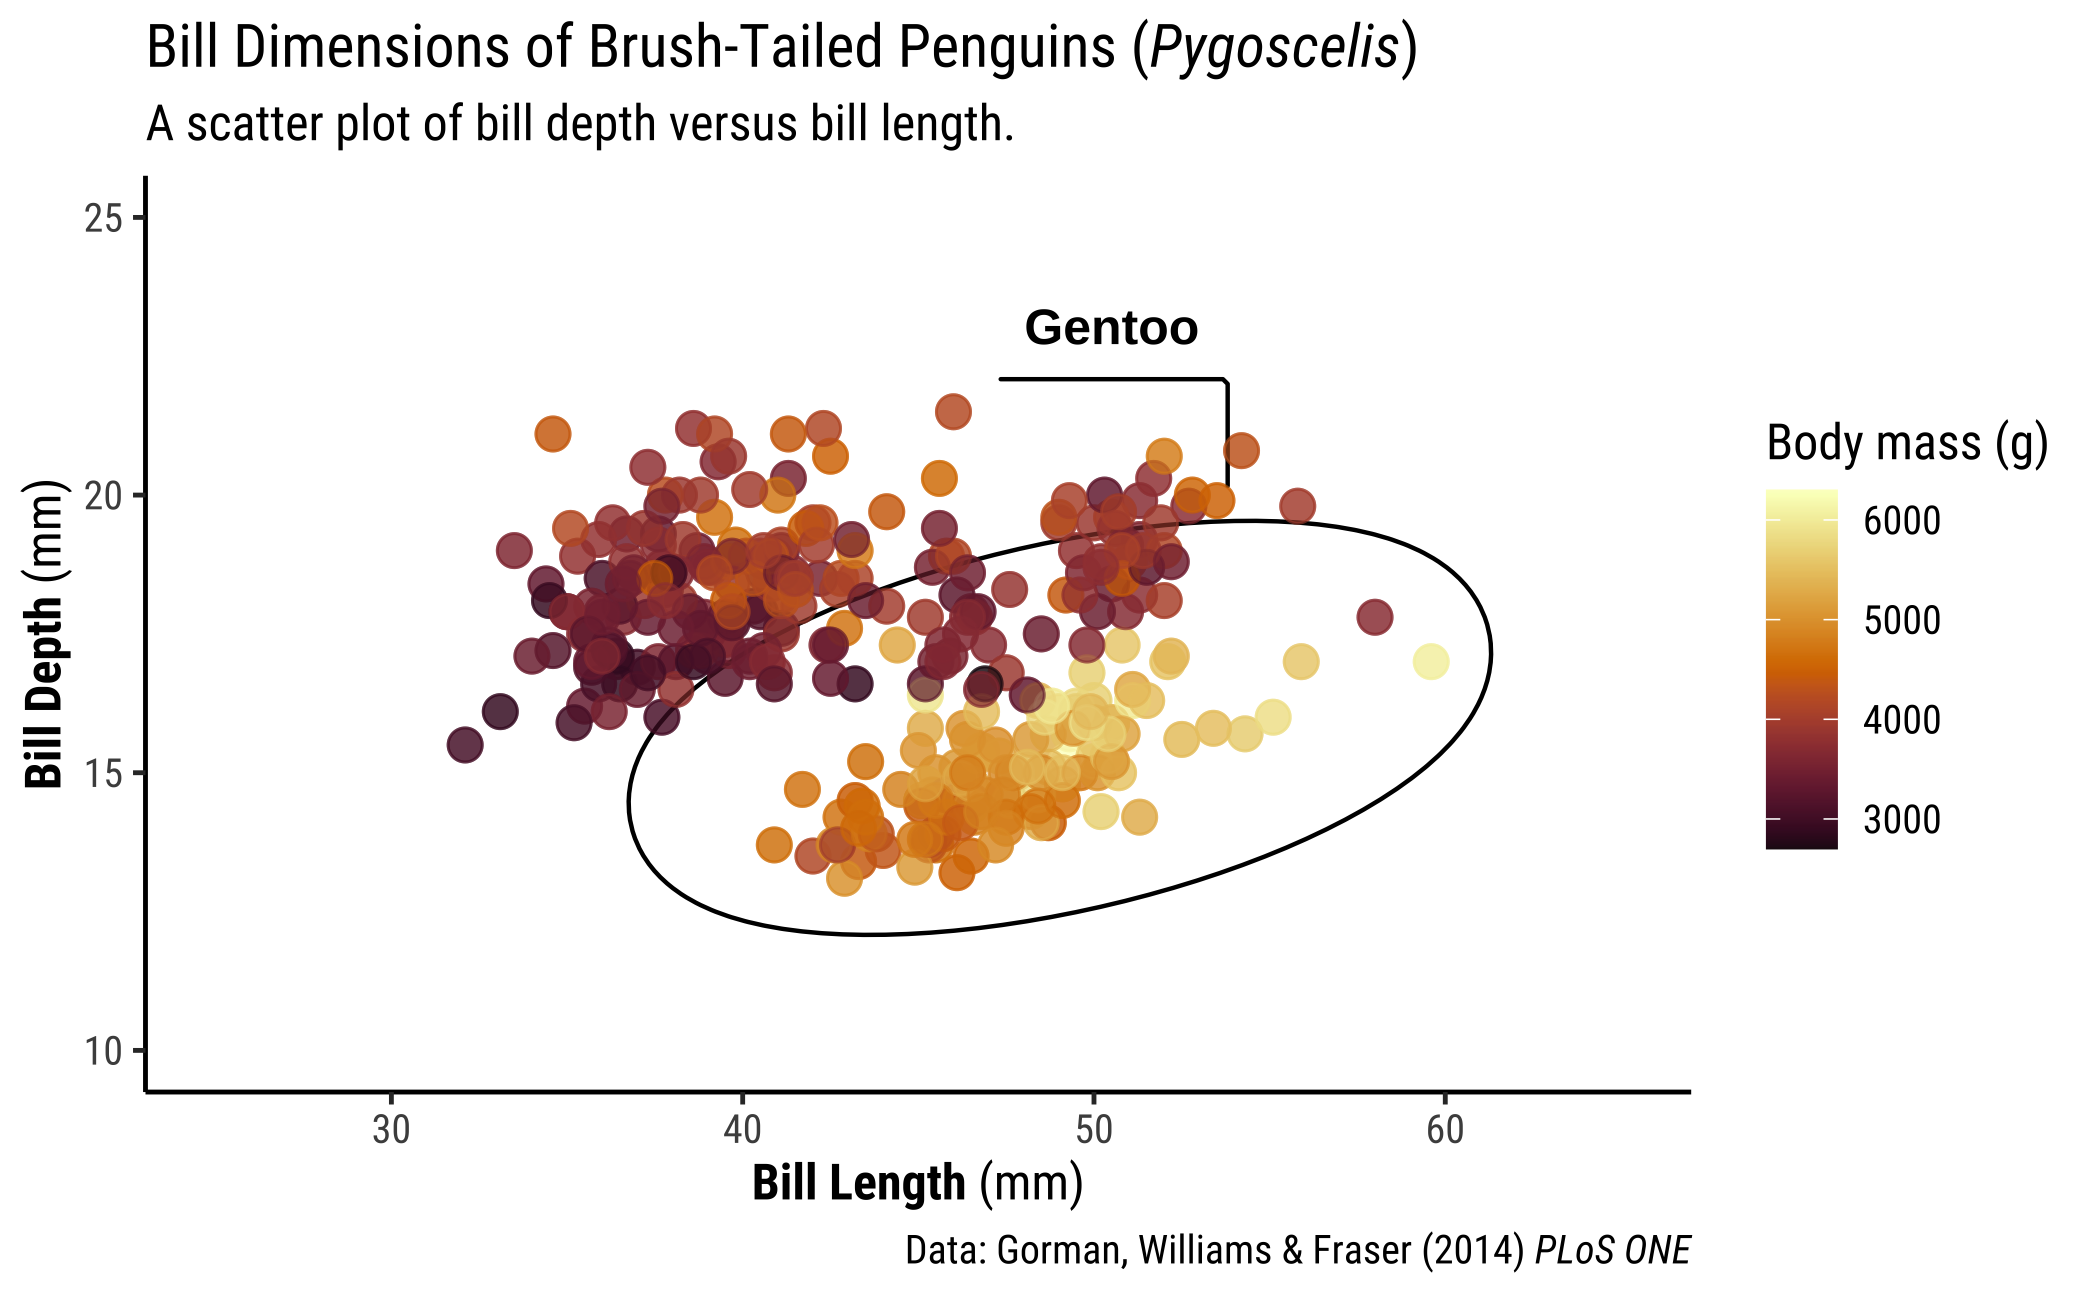 Bill Dimensions of Brush-Tailed Penguins (Pygoscelis)
A scatter plot of bill depth versus bill length.
25
20
15
10
Bill Depth (mm)
Gentoo
30 40 50 60
Bill Length (mm)
Body mass (g)
6000
5000
4000
3000
Data: Gorman, Williams & Fraser (2014) PLoS ONE